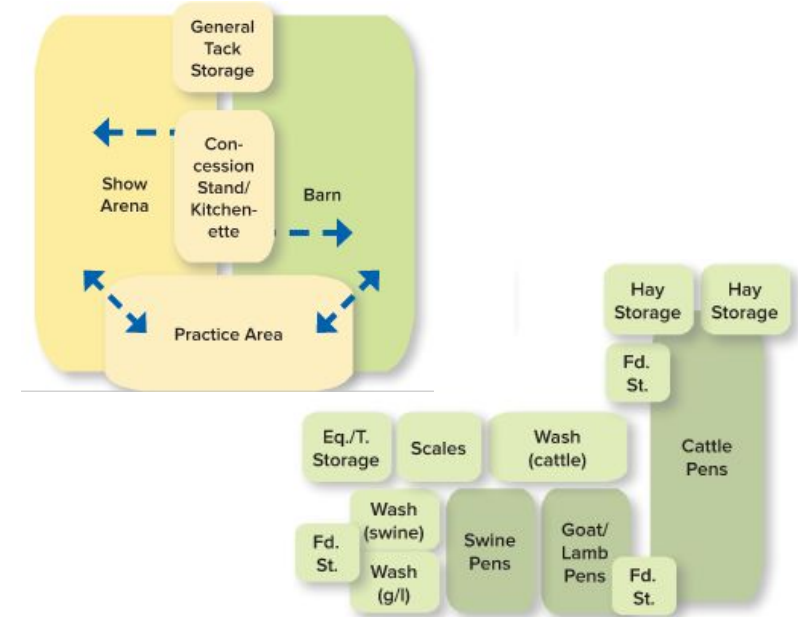 General
Tack
Storage
Con-
cession
Stand/
Kitchen-
ette
Show
Arena
Barn
Practice Area
Hay
Storage
Hay
Storage
Fd.
St.
Cattle
Pens
Eq./T.
Storage
Scales
Wash
(cattle)
Wash
(swine)
Fd.
St.
Wash
(g/l)
Swine
Pens
Goat/
Lamb
Pens
Fd.
St.